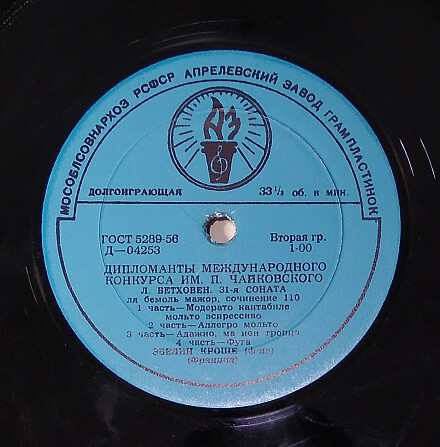 МОСОБЛСОВНАРХОЗ РСФСР АПРЕЛЕВСКИЙ ЗАВОД ГРАМПЛАСТИНОК
ДОЛГОИГРАЮЩАЯ 33⅓ об. в мин.
ГОСТ 5289-56 Вторая гр.
Д—04253 1-00
ДИПЛОМАНТЫ МЕЖДУНАРОДНОГО
КОНКУРСА ИМ. П. ЧАЙКОВСКОГО
Л. БЕТХОВЕН. 31-я СОНАТА
ля бемоль мажор, сочинение 110
1 часть—Модерато кантабиле
мольто эспрессиво
2 часть—Аллегро мольто
3 часть—Адажио, ма нон троппо
4 часть—Фуга
ЭВЕЛИН КРОШЕ (ф-но)
(Франция)